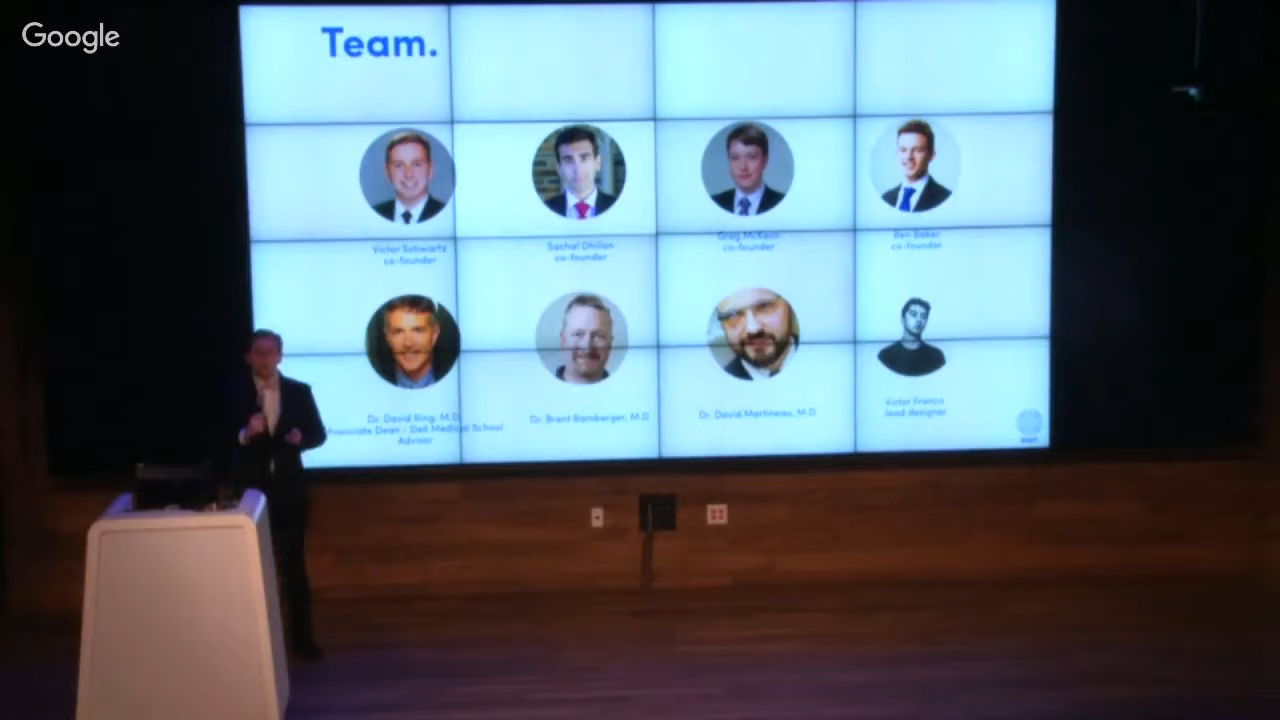 Google
Team.
Victor Schwartz
co-founder
Sachal Dhillon
co-founder
Greg McKeon
co-founder
Ben Baker
co-founder
Dr. David Ring, M.D.
Associate Dean - Dell Medical School
Advisor
Dr. Brent Bamberger, M.D.
Dr. David Martineau, M.D.
Victor Franco
lead designer